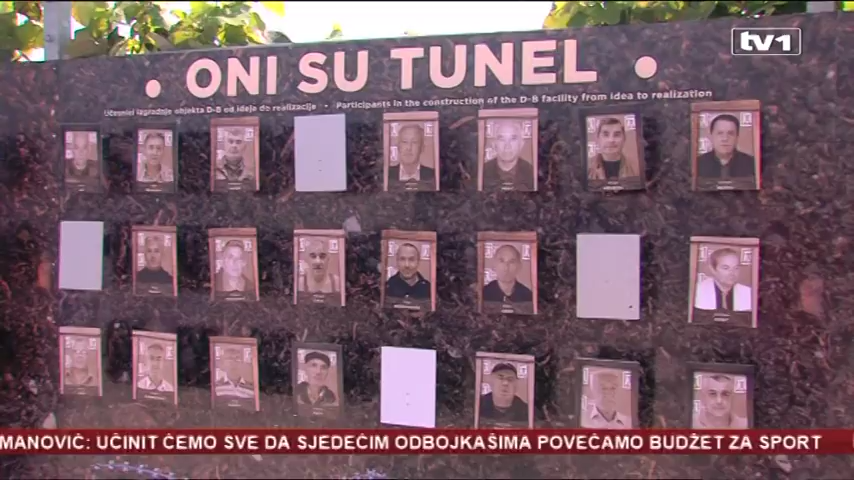 tv1
• ONI SU TUNEL •
Učesnici izgradnje objekta D-B od ideje do realizacije • Participants in the construction of the D-B facility from idea to realization
MANOVIĆ: UČINIT ĆEMO SVE DA SJEDEĆIM ODBOJKAŠIMA POVEĆAMO BUDŽET ZA SPORT